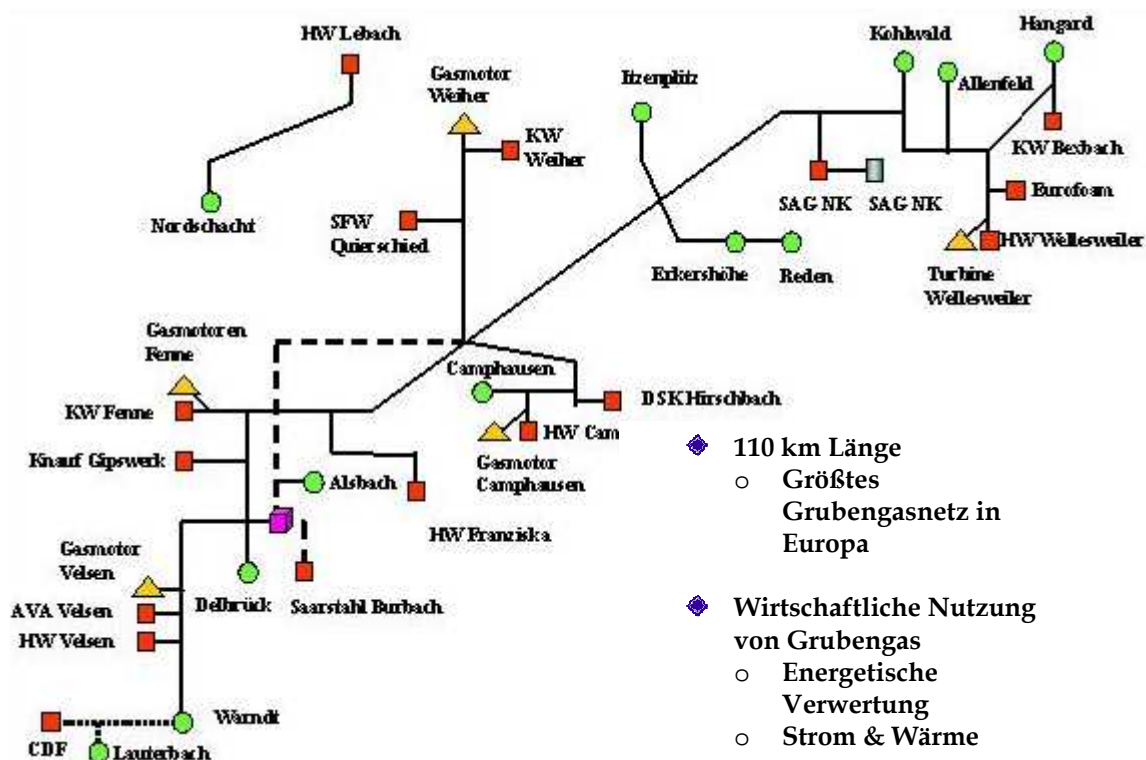 HW Lebach
Gasmotor
Weiher
KW
Weiher
SFW
Quierschied
Nordschacht
Itzenplitz
Erkershöhe
Reden
Kohlwald
Hangard
Allenfeld
KW Bexbach
SAG NK
SAG NK
Eurofoam
HW Wellesweiler
Turbine
Wellesweiler
Gasmotoren
Fenne
KW Fenne
Knauf Gipswerk
Camphausen
DSK Hirschbach
HW Cam
Gasmotor
Camphausen
Alsbach
HW Franziska
Gasmotor
Velsen
AVA Velsen
HW Velsen
Delbrück
Saarstahl Burbach
Warndt
CDF
Lauterbach
110 km Länge
o Größtes
Grubengasnetz in
Europa
Wirtschaftliche Nutzung
von Grubengas
o Energetische
Verwertung
o Strom & Wärme